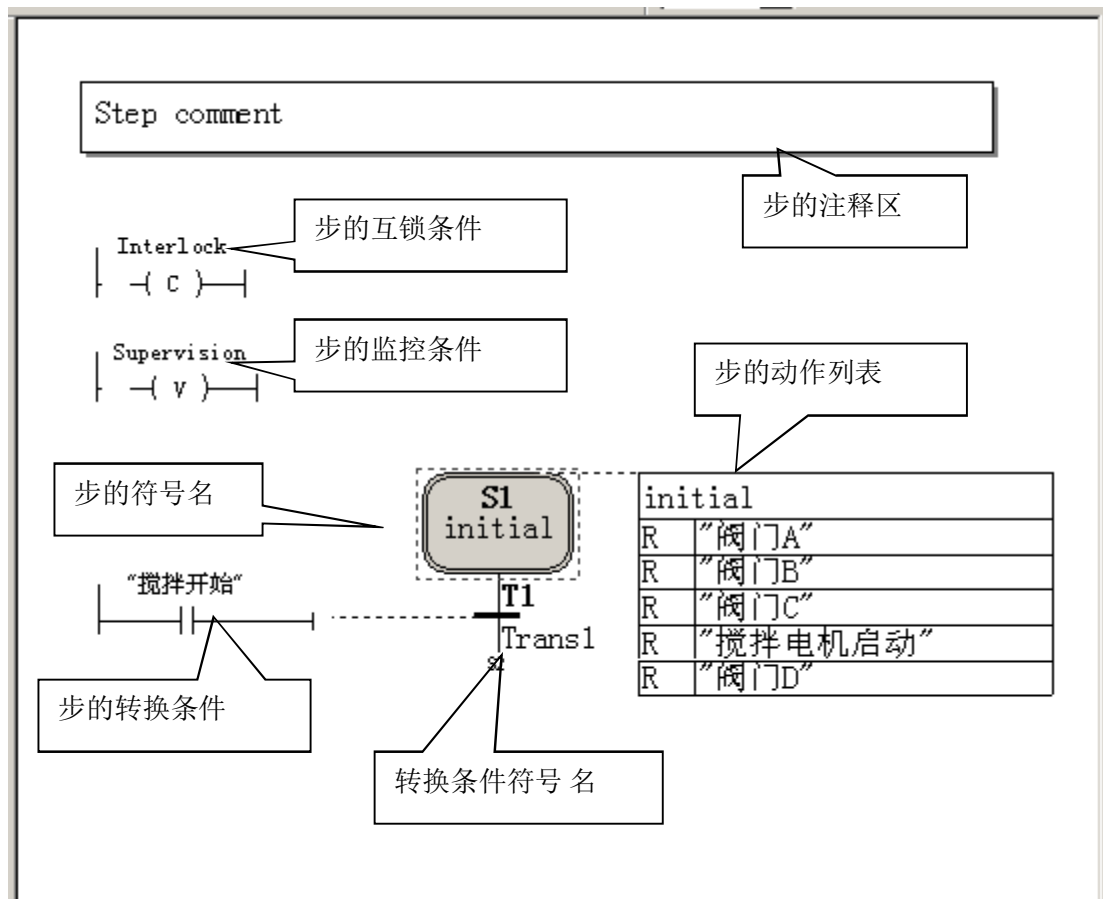 Step comment
步的注释区
Interlock
( C )
步的互锁条件
Supervision
( V )
步的监控条件
步的动作列表
步的符号名
S1
initial
initial
R "阀门A"
R "阀门B"
R "阀门C"
R "搅拌电机启动"
R "阀门D"
"搅拌开始"
T1
Trans1
S2
步的转换条件
转换条件符号 名